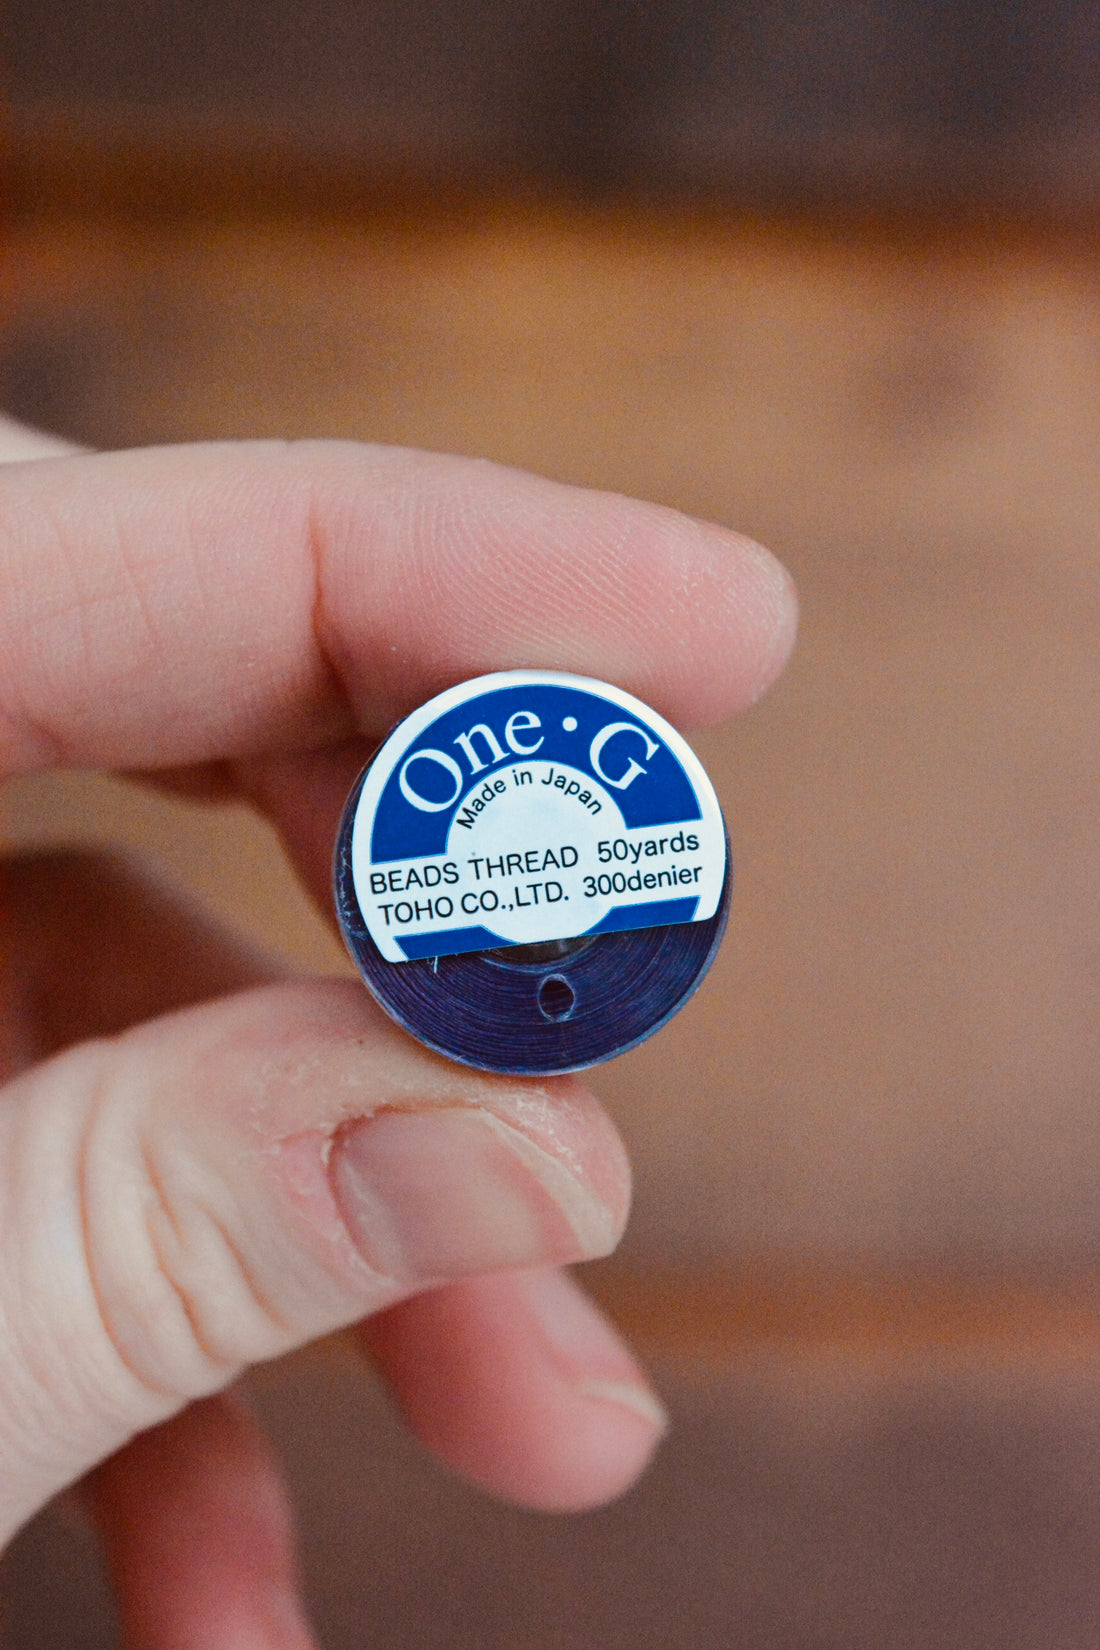 One·G
Made in Japan
BEADS THREAD 50yards
TOHO CO.,LTD. 300denier